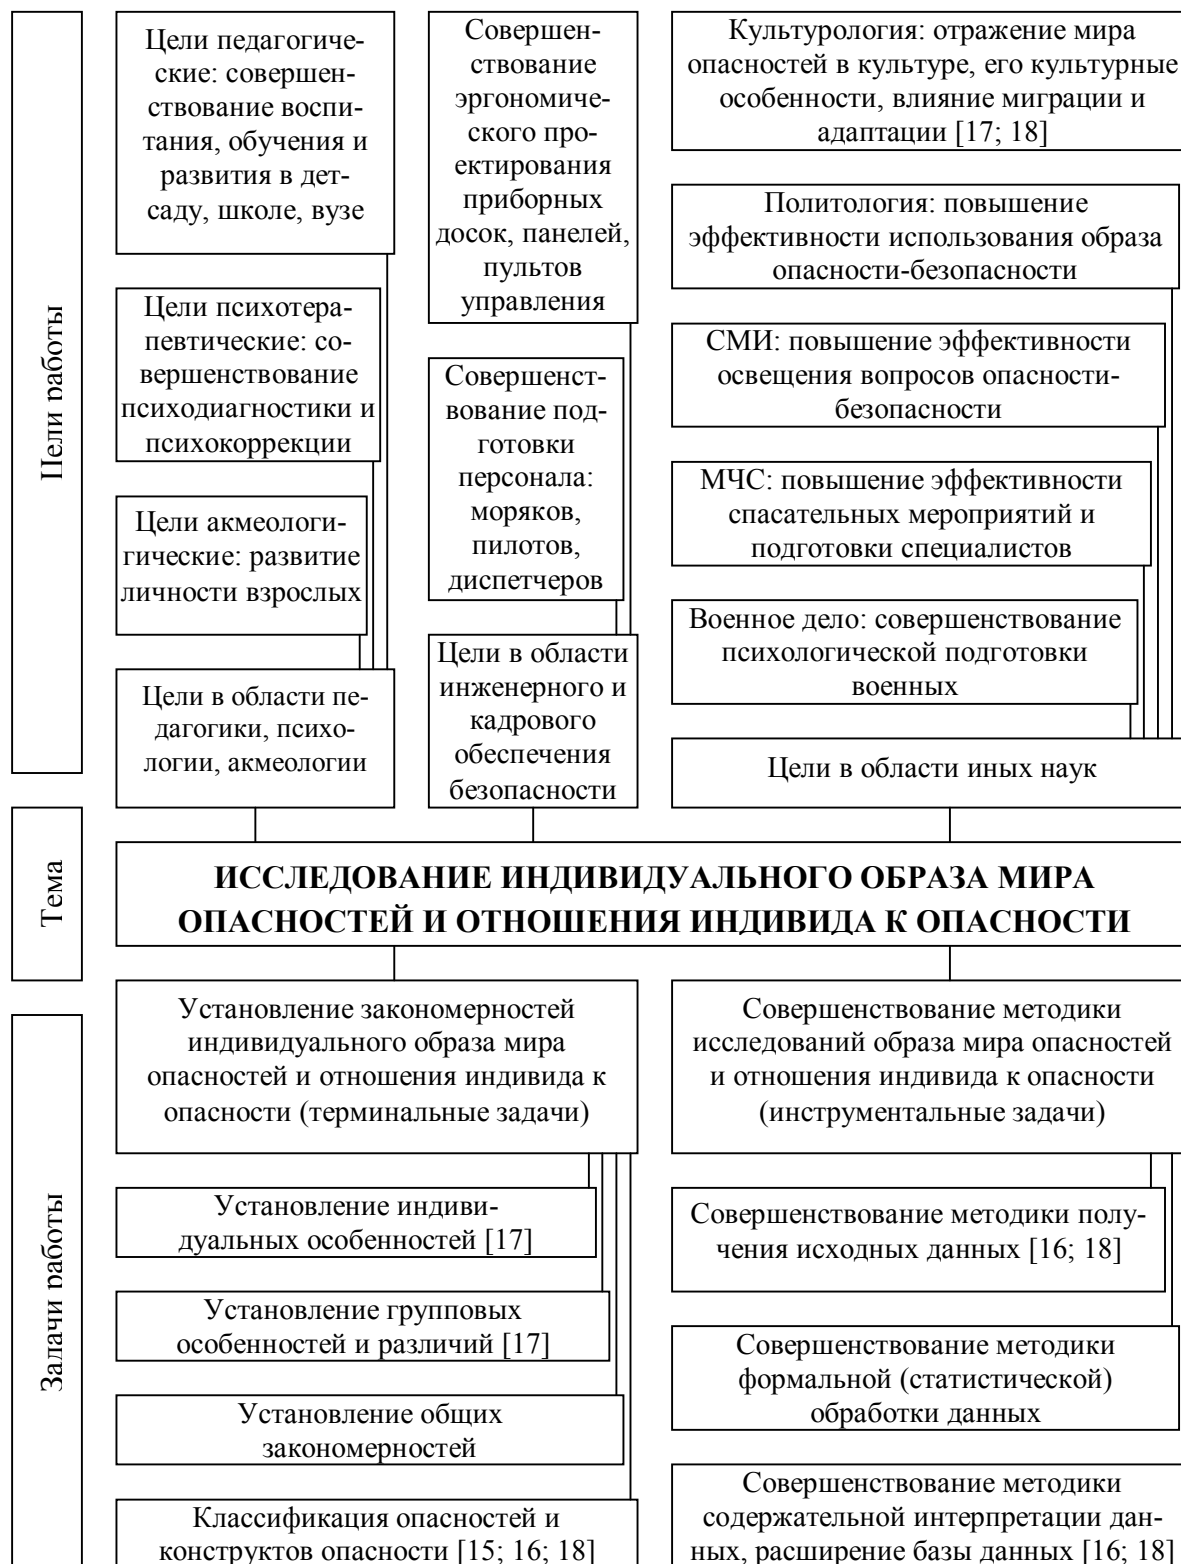 Цели работы
Цели педагогиче-
ские: совершен-
ствование воспи-
тания, обучения и
развития в дет-
саду, школе, вузе
Цели психотера-
певтические: со-
вершенствование
психодиагностики и
психокоррекции
Цели акмеологи-
гические: развитие
личности взрослых
Цели в области пе-
дагогики, психо-
логии, акмеологии
Совершен-
ствование
эргономиче-
ского про-
ектирования
приборных
досок, панелей,
пультов
управления
Совершенст-
вование под-
готовки
персонала:
моряков,
пилотов,
диспетчеров
Цели в области
инженерного и
кадрового
обеспечения
безопасности
Культурология: отражение мира
опасностей в культуре, его культурные
особенности, влияние миграции и
адаптации [17; 18]
Политология: повышение
эффективности использования образа
опасности-безопасности
СМИ: повышение эффективности
освещения вопросов опасности-
безопасности
МЧС: повышение эффективности
спасательных мероприятий и
подготовки специалистов
Военное дело: совершенствование
психологической подготовки
военных
Цели в области иных наук
Тема
ИССЛЕДОВАНИЕ ИНДИВИДУАЛЬНОГО ОБРАЗА МИРА
ОПАСНОСТЕЙ И ОТНОШЕНИЯ ИНДИВИДА К ОПАСНОСТИ
Задачи работы
Установление закономерностей
индивидуального образа мира
опасностей и отношения индивида к
опасности (терминальные задачи)
Установление индиви-
дуальных особенностей [17]
Установление групповых
особенностей и различий [17]
Установление общих
закономерностей
Классификация опасностей и
конструктов опасности [15; 16; 18]
Совершенствование методики
исследований образа мира опасностей
и отношения индивида к опасности
(инструментальные задачи)
Совершенствование методики полу-
чения исходных данных [16; 18]
Совершенствование методики
формальной (статистической)
обработки данных
Совершенствование методики
содержательной интерпретации дан-
ных, расширение базы данных [16; 18]